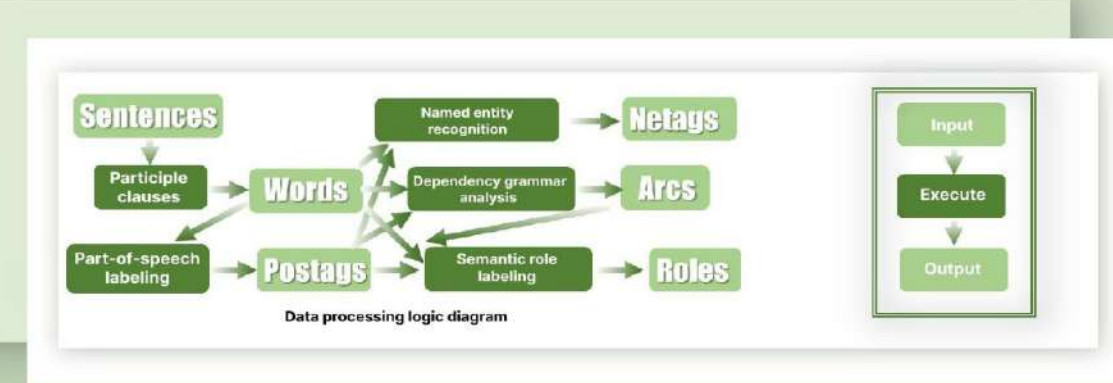 Sentences
Named entity
recognition
Netags
Participle
clauses
Words
Dependency grammar
analysis
Arcs
Part-of-speech
labeling
Postags
Semantic role
labeling
Roles
Data processing logic diagram
Input
Execute
Output